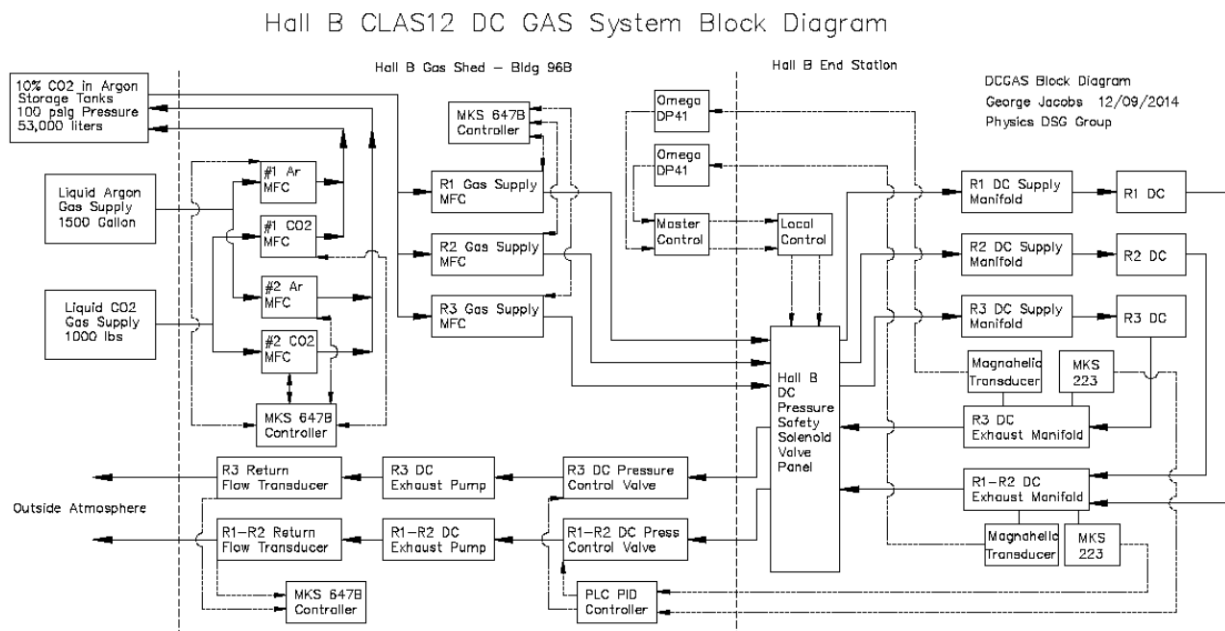 Hall B CLAS12 DC GAS System Block Diagram
Hall B Gas Shed - Bldg 96B
Hall B End Station
DCGAS Block Diagram
George Jacobs 12/09/2014
Physics DSG Group
10% CO2 in Argon
Storage Tanks
100 psig Pressure
53,000 liters
MKS 647B
Controller
Omega
DP41
Omega
DP41
#1 Ar
MFC
Liquid Argon
Gas Supply
1500 Gallon
#1 CO2
MFC
#2 Ar
MFC
Liquid CO2
Gas Supply
1000 lbs
#2 CO2
MFC
MKS 647B
Controller
R1 Gas Supply
MFC
R2 Gas Supply
MFC
R3 Gas Supply
MFC
Master
Control
Local
Control
R1 DC Supply
Manifold
R1 DC
R2 DC Supply
Manifold
R2 DC
R3 DC Supply
Manifold
R3 DC
Hall B
DC
Pressure
Safety
Solenoid
Valve
Panel
Magnahelic
Transducer
MKS
223
R3 DC
Exhaust Manifold
R1-R2 DC
Exhaust Manifold
Magnahelic
Transducer
MKS
223
Outside Atmosphere
R3 Return
Flow Transducer
R3 DC
Exhaust Pump
R3 DC Pressure
Control Valve
R1-R2 Return
Flow Transducer
R1-R2 DC
Exhaust Pump
R1-R2 DC Press
Control Valve
MKS 647B
Controller
PLC PID
Controller